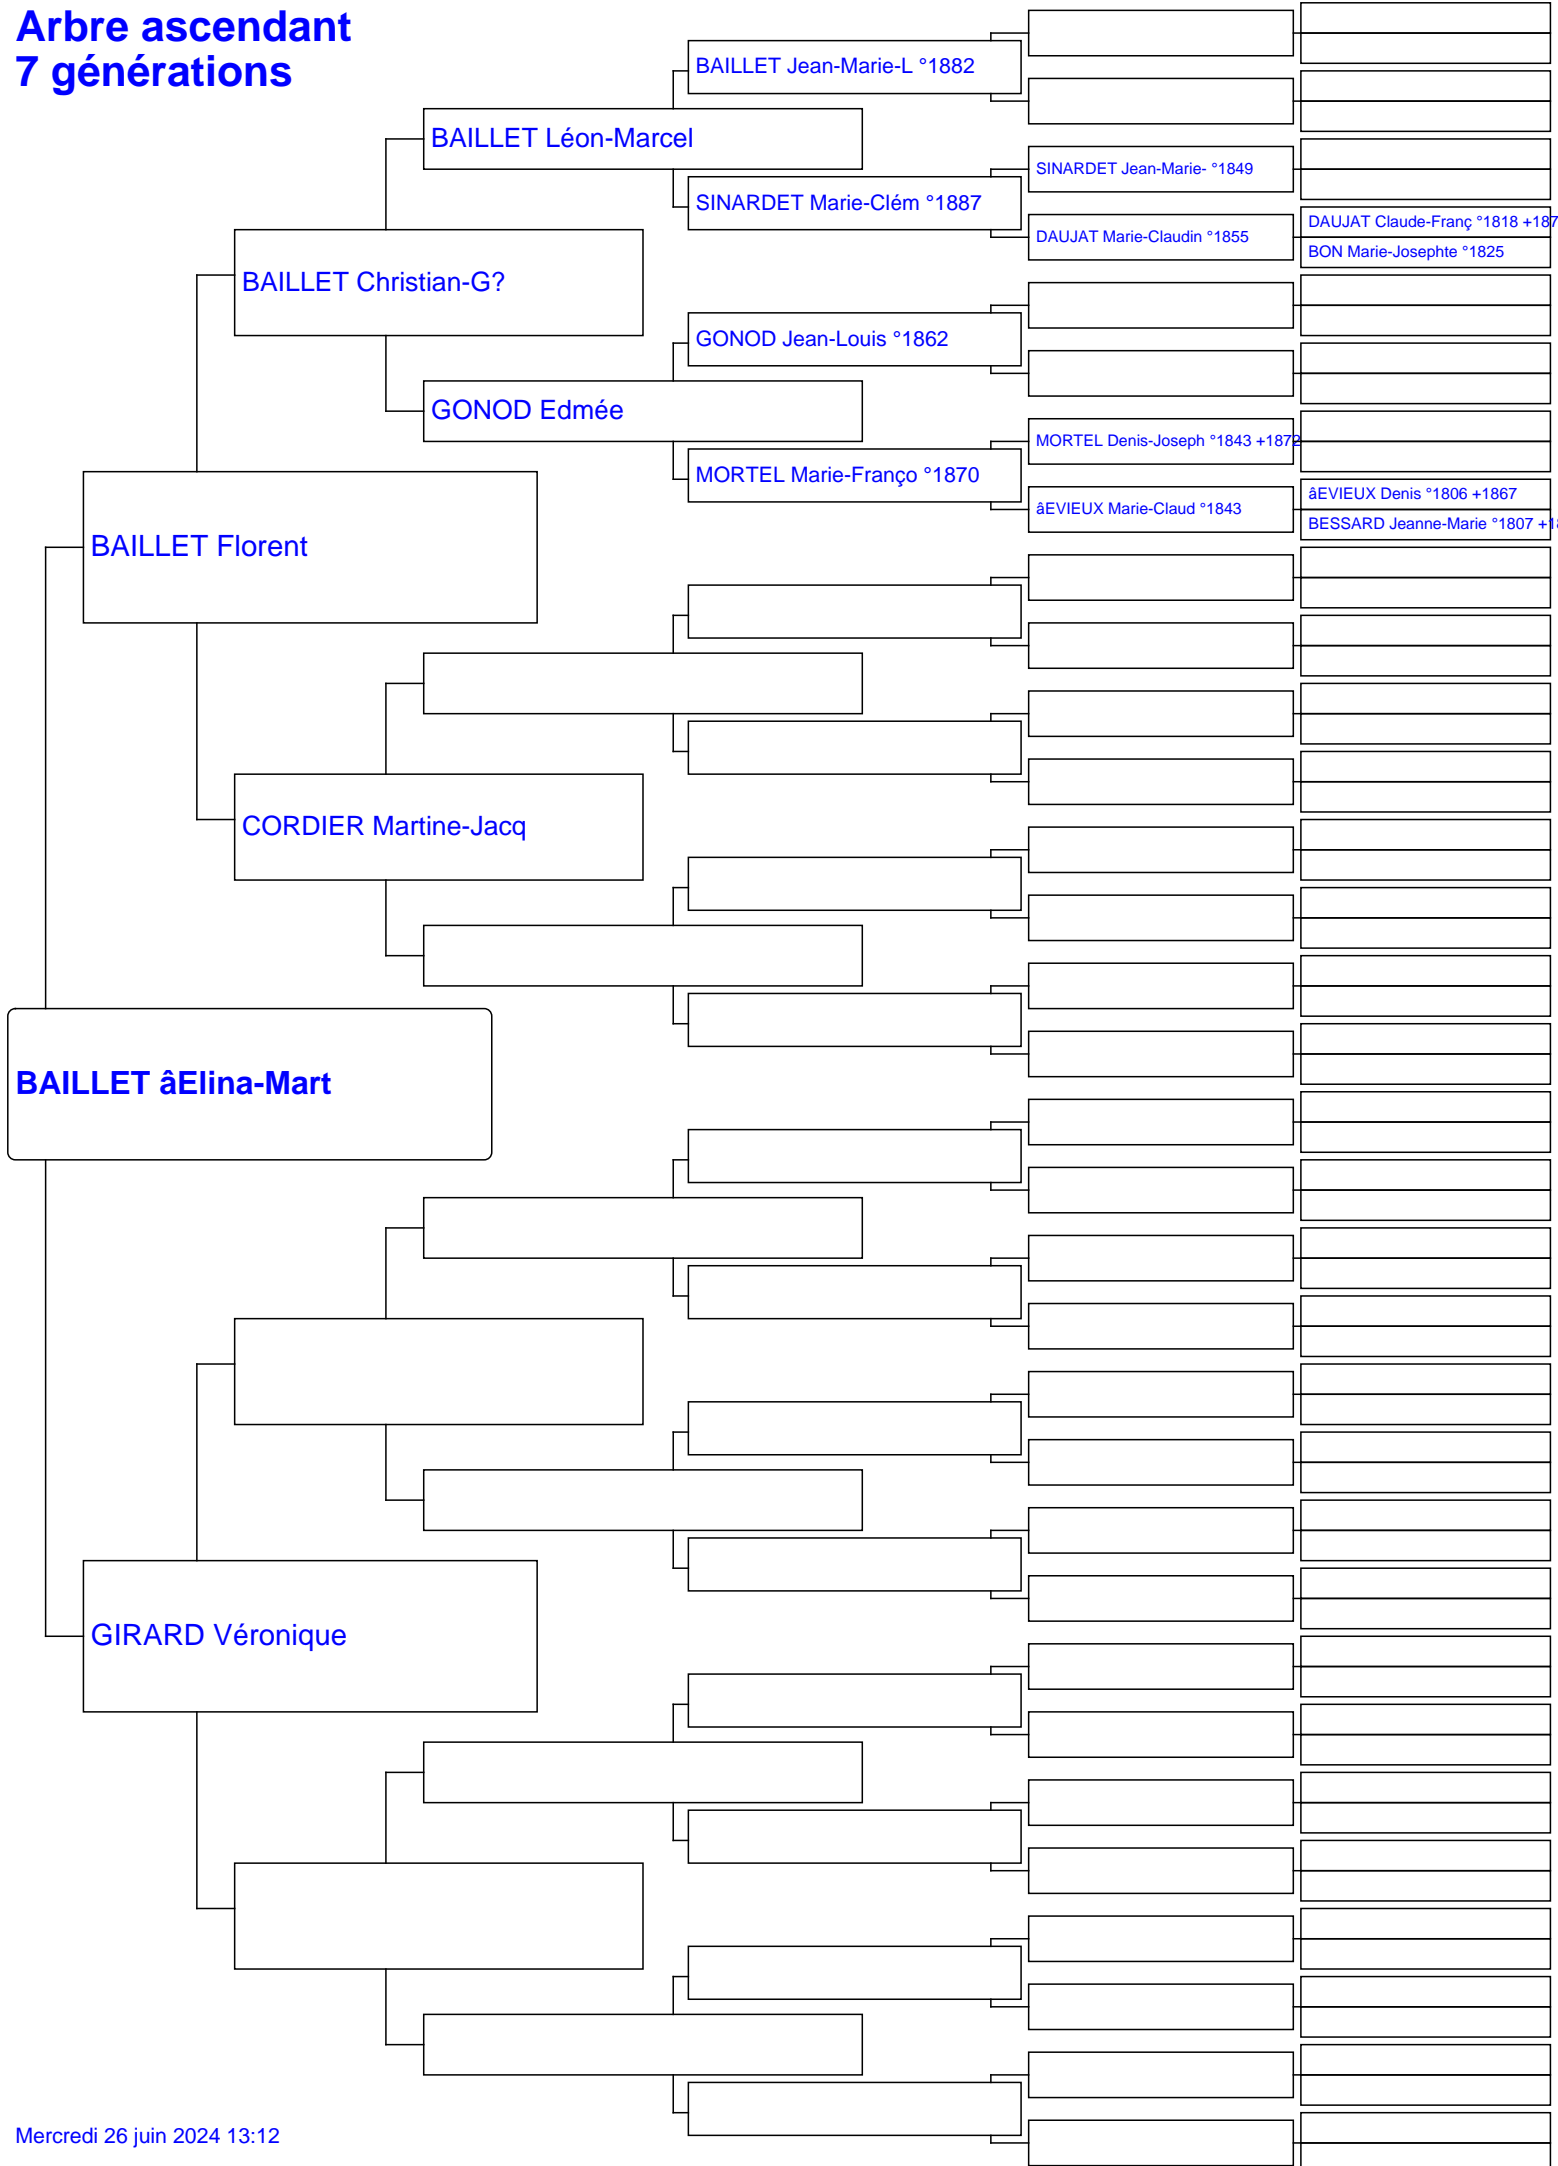 Arbre ascendant
7 générations
BAILLET Jean-Marie-L °1882
BAILLET Léon-Marcel
SINARDET Jean-Marie- °1849
SINARDET Marie-Clém °1887
DAUJAT Claude-Franç °1818 +187
DAUJAT Marie-Claudin °1855
BON Marie-Josephte °1825
BAILLET Christian-G?
GONOD Jean-Louis °1862
GONOD Edmée
MORTEL Denis-Joseph °1843 +1872
MORTEL Marie-Franço °1870
âEVIEUX Denis °1806 +1867
âEVIEUX Marie-Claud °1843
BESSARD Jeanne-Marie °1807 +18
BAILLET Florent
CORDIER Martine-Jacq
BAILLET âElina-Mart
GIRARD Véronique
Mercredi 26 juin 2024 13:12